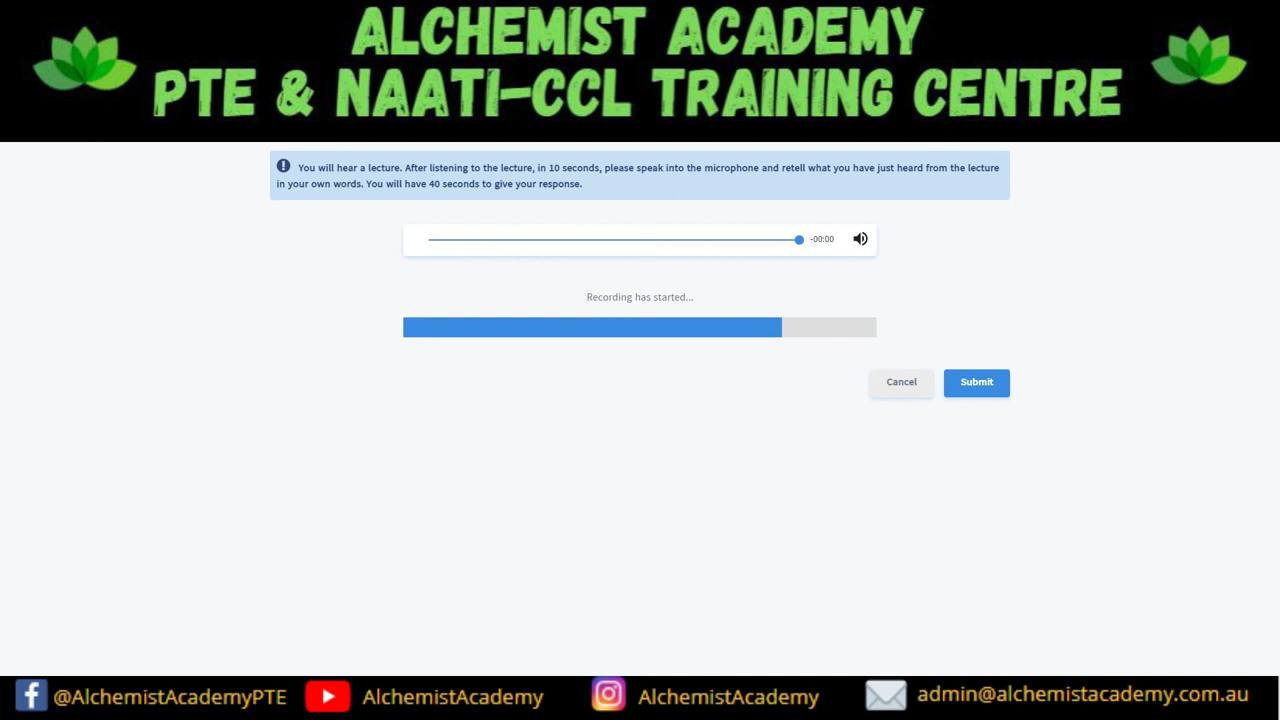 ALCHEMIST ACADEMY
PTE & NAATI-CCL TRAINING CENTRE
You will hear a lecture. After listening to the lecture, in 10 seconds, please speak into the microphone and retell what you have just heard from the lecture
in your own words. You will have 40 seconds to give your response.
-00:00
Recording has started...
Cancel Submit
@AlchemistAcademyPTE AlchemistAcademy AlchemistAcademy admin@alchemistacademy.com.au